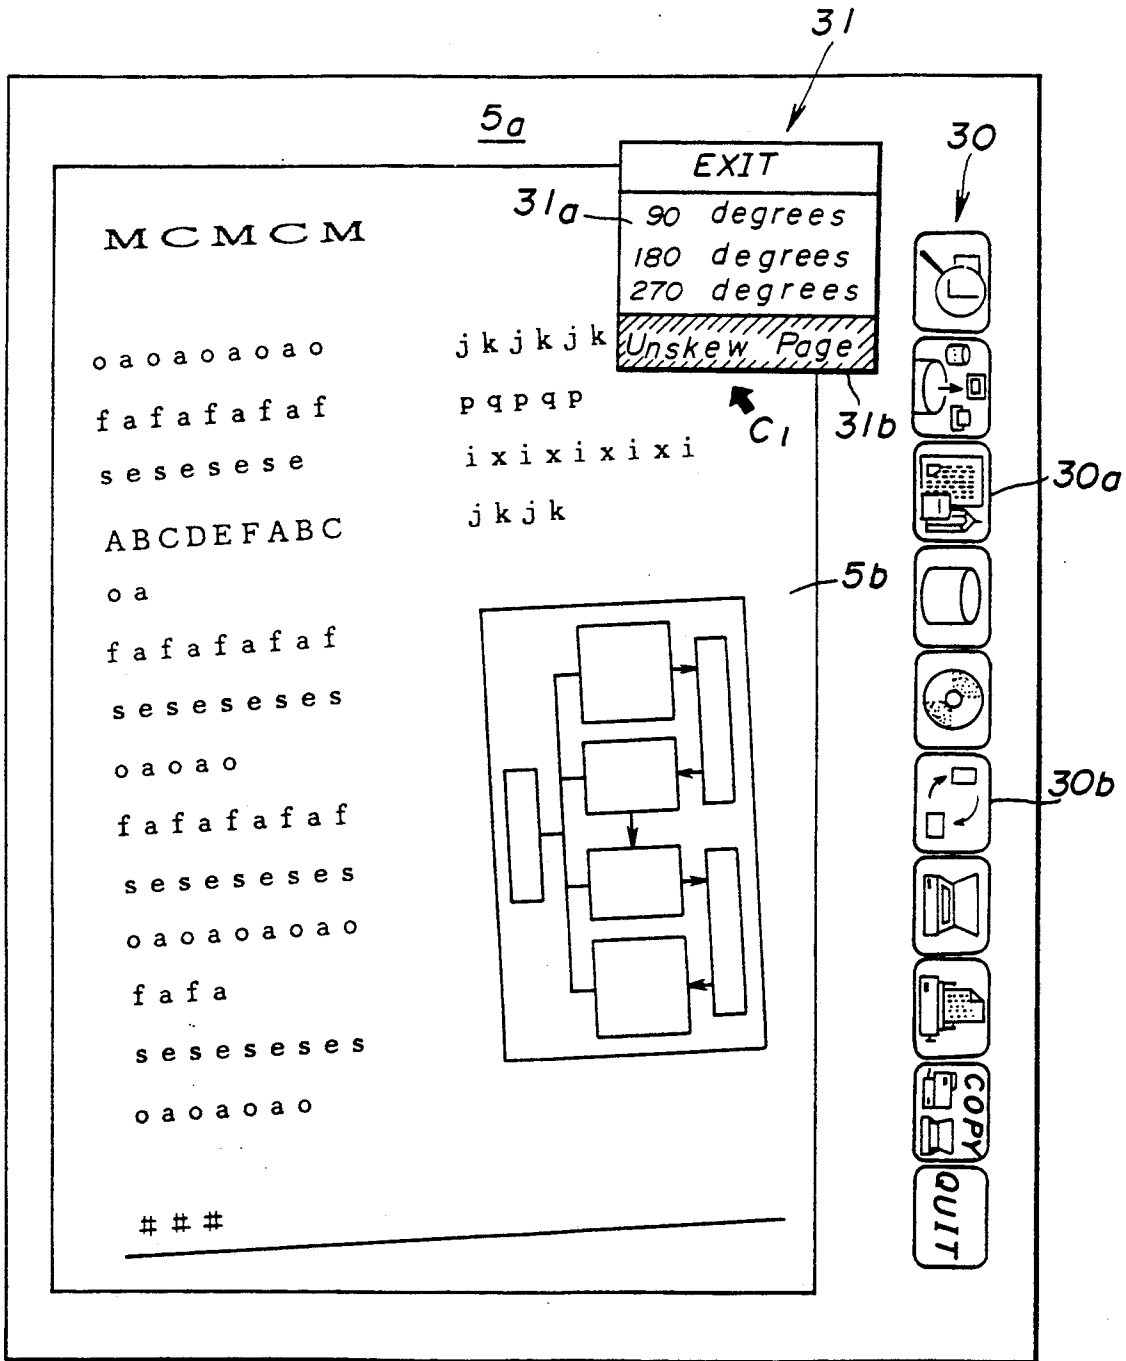 31
5a
30
EXIT
31a
90 degrees
180 degrees
270 degrees
Unskew Page
31b
C1
MCMCM
oaoaoaoao
fafafafaf
sesesese
ABCDEFABC
oa
fafafafaf
seseseses
oaoao
fafafafaf
seseseses
oaoaoaoao
fafa
seseseses
oaoaoao
###
jkjkjk
pqpqp
ixixixixi
jkjk
5b
30a
30b
COPY
QUIT